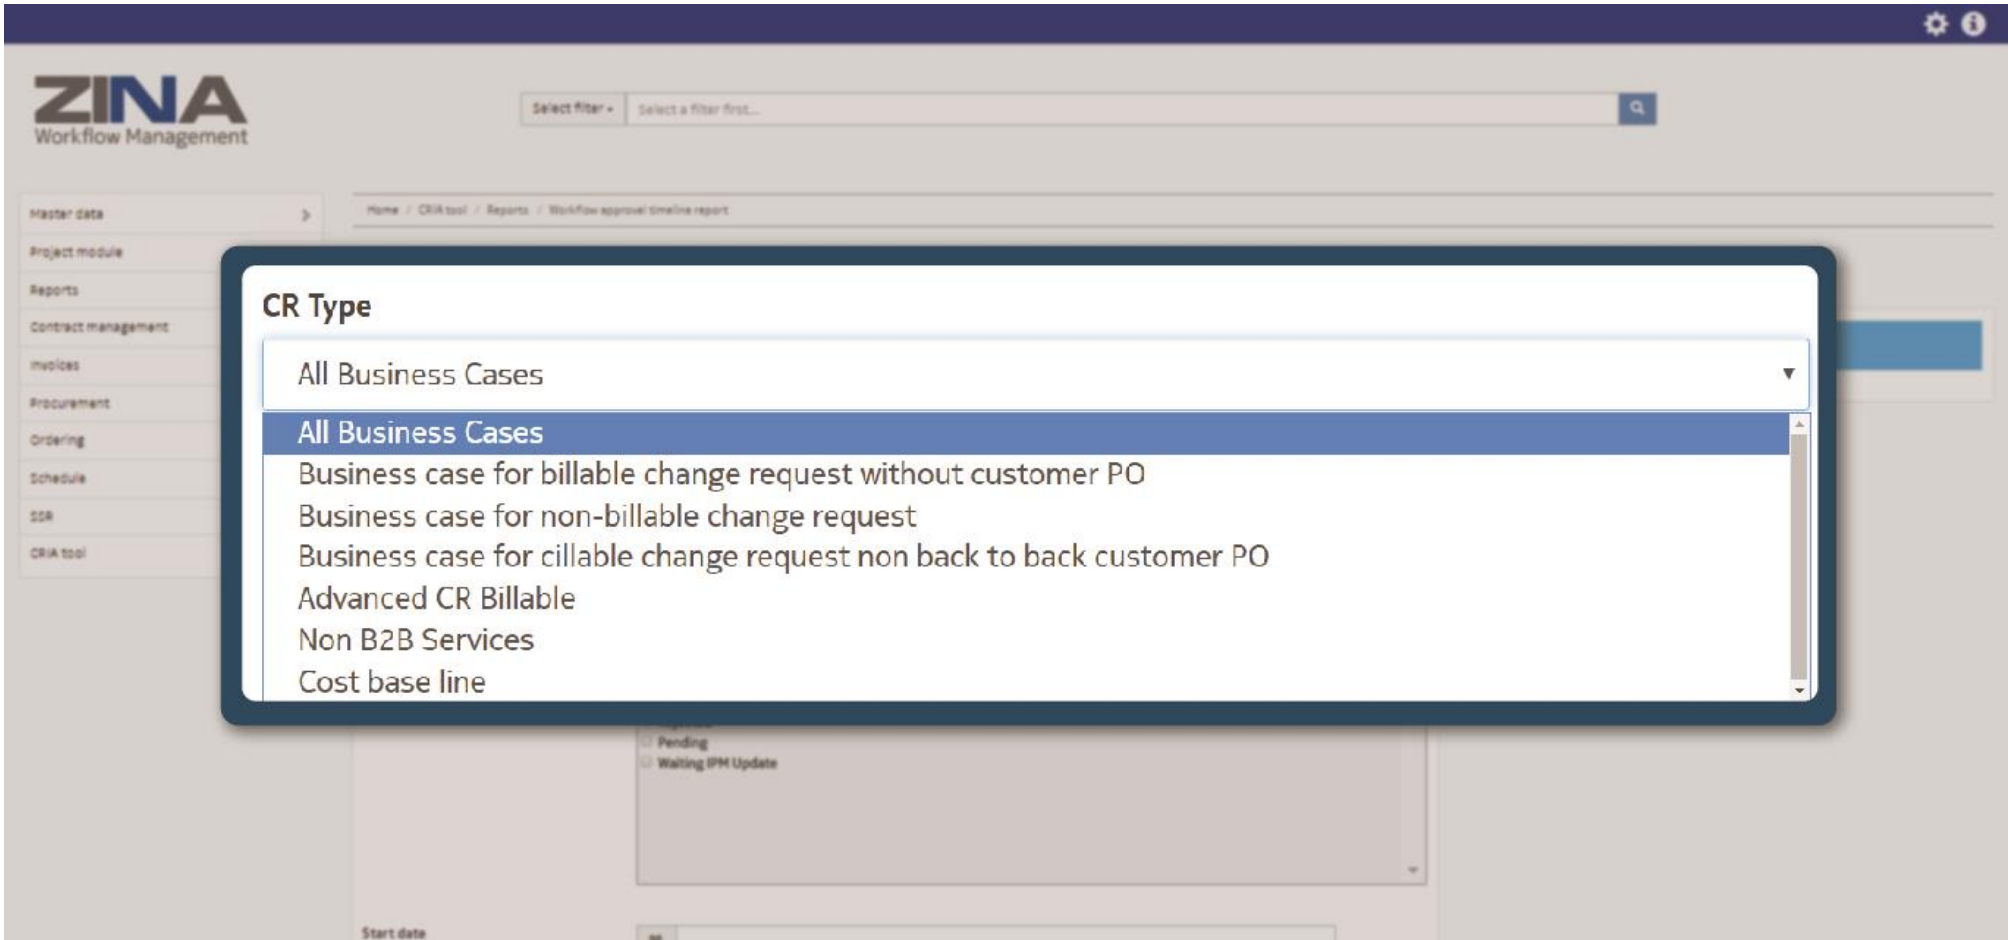 ZINA
Workflow Management
Select filter
Select a filter first...
Master data
Project module
Reports
Contract management
Invoices
Procurement
Ordering
Schedule
SSR
CRIA tool
Home / CRIA tool / Reports / Workflow approval timeline report
CR Type
All Business Cases
All Business Cases
Business case for billable change request without customer PO
Business case for non-billable change request
Business case for cillable change request non back to back customer PO
Advanced CR Billable
Non B2B Services
Cost base line
Pending
Waiting IPM Update
Start date